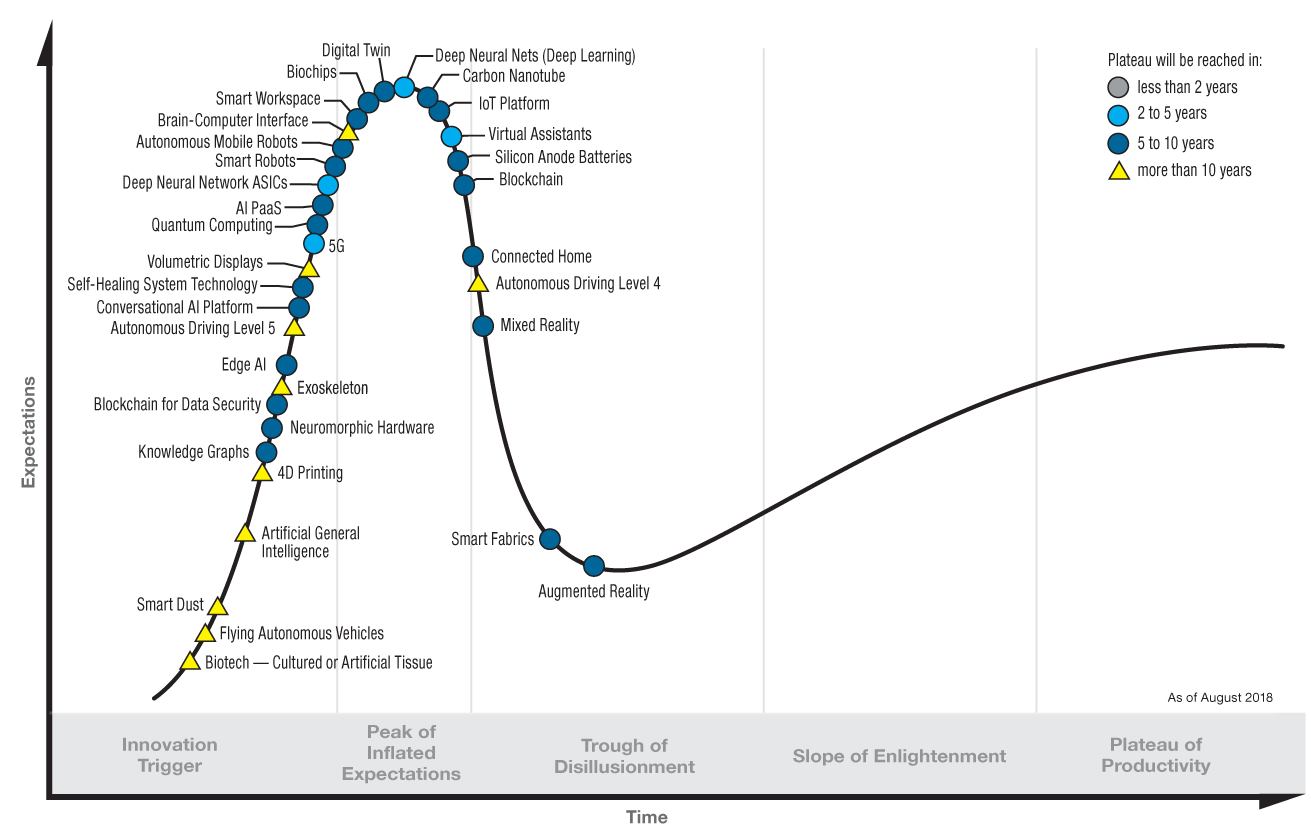 Digital Twin
Deep Neural Nets (Deep Learning)
Biochips
Carbon Nanotube
Smart Workspace
IoT Platform
Brain-Computer Interface
Virtual Assistants
Autonomous Mobile Robots
Smart Robots
Silicon Anode Batteries
Deep Neural Network ASICs
Blockchain
AI PaaS
Quantum Computing
5G
Volumetric Displays
Connected Home
Self-Healing System Technology
Autonomous Driving Level 4
Conversational AI Platform
Autonomous Driving Level 5
Mixed Reality
Edge AI
Exoskeleton
Blockchain for Data Security
Neuromorphic Hardware
Knowledge Graphs
4D Printing
Artificial General
Intelligence
Smart Fabrics
Augmented Reality
Smart Dust
Flying Autonomous Vehicles
Biotech — Cultured or Artificial Tissue
Plateau will be reached in:
less than 2 years
2 to 5 years
5 to 10 years
more than 10 years
As of August 2018
Expectations
Innovation
Trigger
Peak of
Inflated
Expectations
Trough of
Disillusionment
Slope of Enlightenment
Plateau of
Productivity
Time